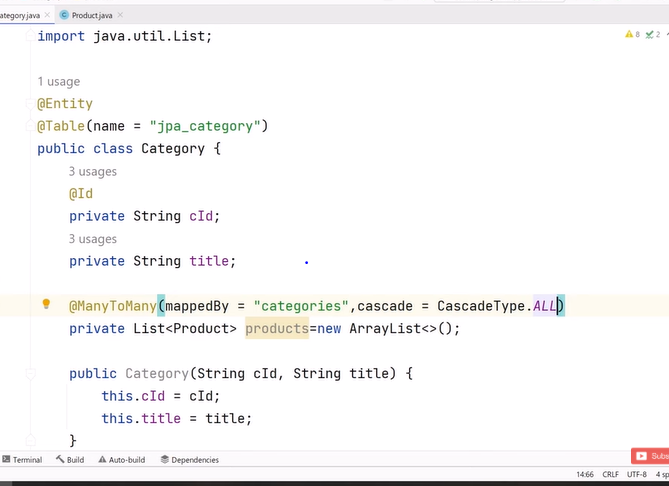 ategory.java × Product.java ×
import java.util.List;
8 2
1 usage
@Entity
@Table(name = "jpa_category")
public class Category {
3 usages
@Id
private String cId;
3 usages
private String title;
@ManyToMany(mappedBy = "categories",cascade = CascadeType.ALL)
private List<Product> products=new ArrayList<>();
public Category(String cId, String title) {
this.cId = cId;
this.title = title;
}
Terminal Build Auto-build Dependencies
Subs
14:66 CRLF UTF-8 4 sp